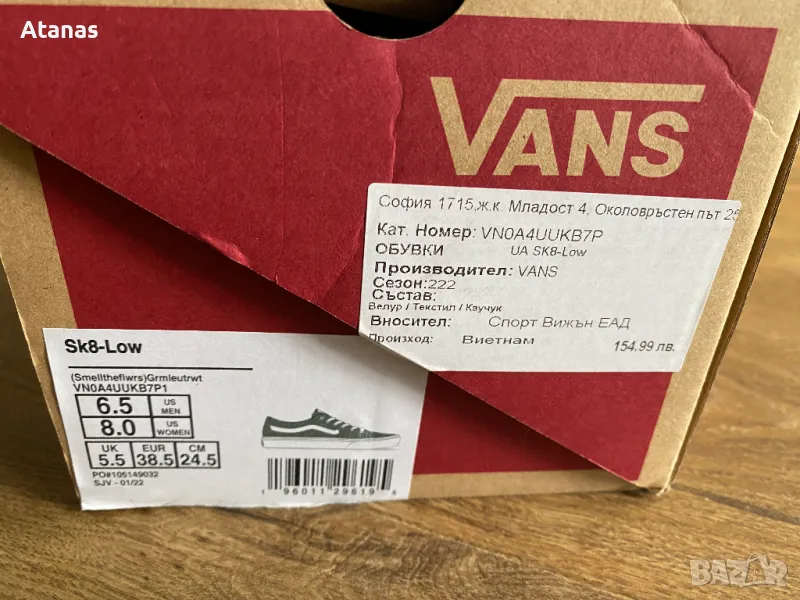 Atanas
VANS
София 1715,ж.к. Младост 4, Околовръстен път 25
Кат. Номер: VN0A4UUKB7P
ОБУВКИ UA SK8-Low
Производител: VANS
Сезон:222
Състав:
Велур / Текстил / Каучук
Вносител: Спорт Вижън ЕАД
Произход: Виетнам 154.99 лв.
Sk8-Low
(Smelltheflwrs)Grmleutrwt
VN0A4UUKB7P1
6.5 US MEN
8.0 US WOMEN
UK EUR CM
5.5 38.5 24.5
PO#105149032
SJV - 01/22
1 96011 29619
BAZAR